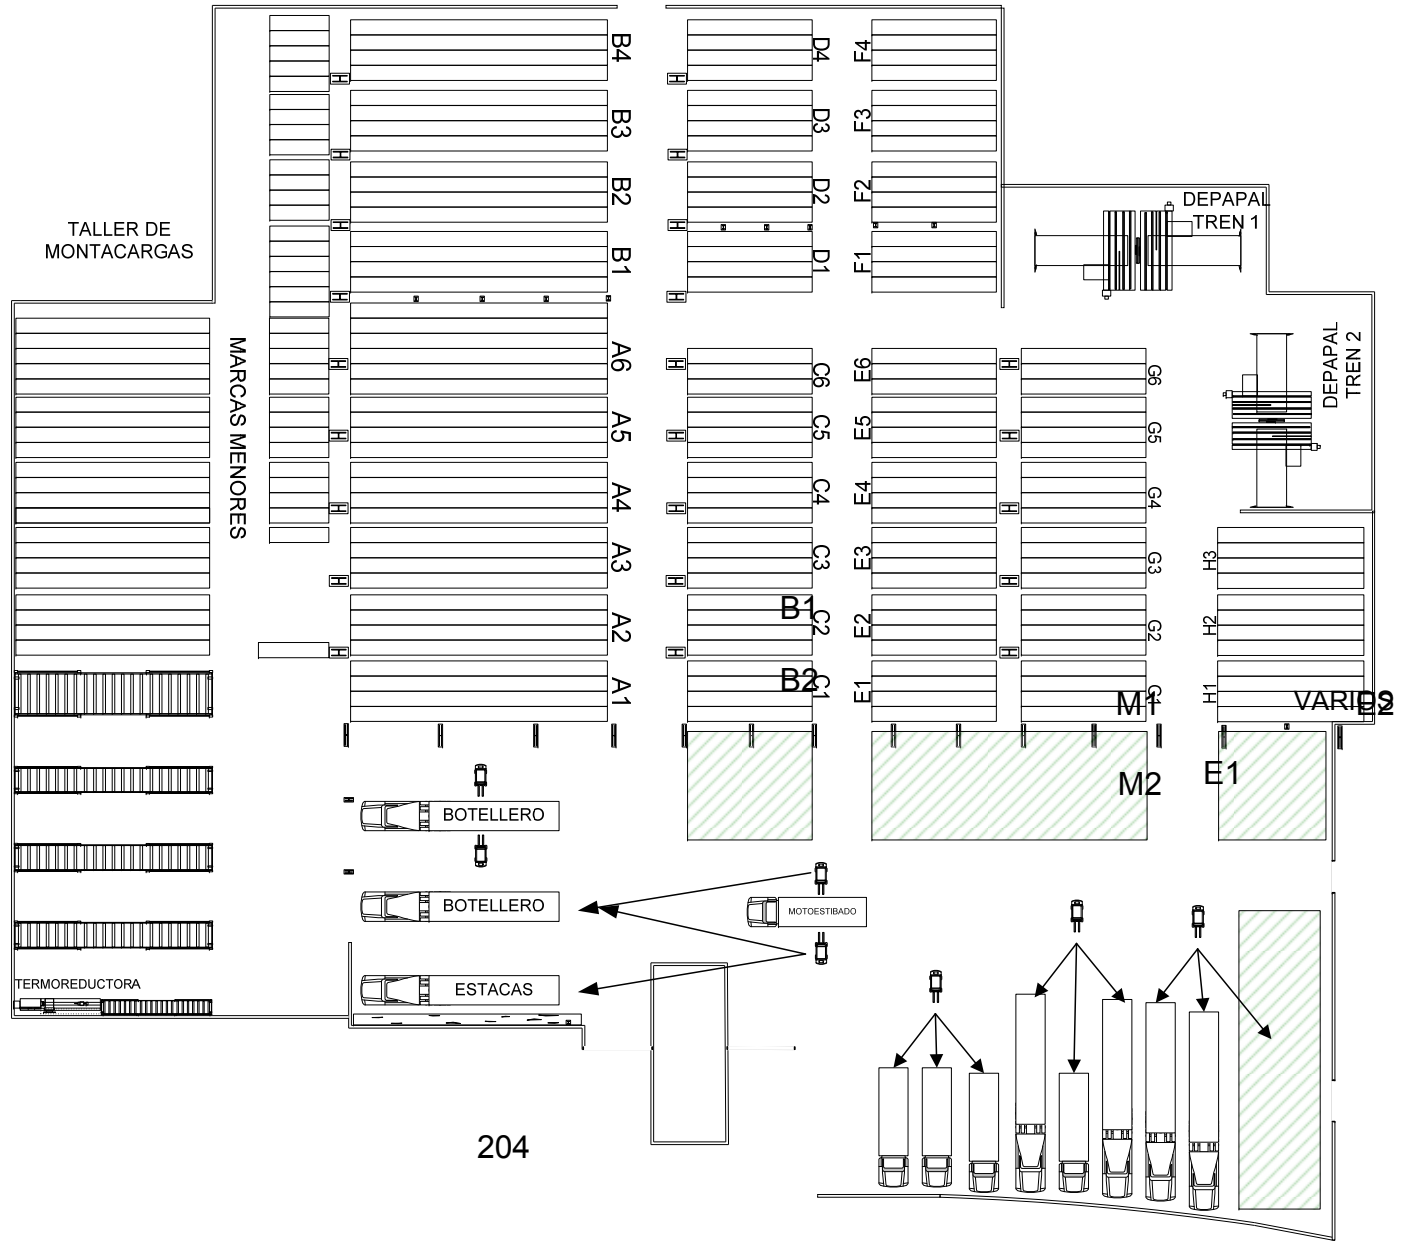 B4
D4
F4
B3
D3
F3
B2
D2
F2
DEPAPAL
TREN 1
TALLER DE
MONTACARGAS
B1
D1
F1
MARCAS MENORES
DEPAPAL
TREN 2
A6
C6
E6
G6
A5
C5
E5
G5
A4
C4
E4
G4
A3
C3
E3
G3
H3
B1
A2
C2
E2
G2
H2
B2
A1
C1
E1
G1
M1
H1
VARIOS
D2
M2
E1
BOTELLERO
BOTELLERO
MOTOESTIBADO
TERMOREDUCTORA
ESTACAS
204